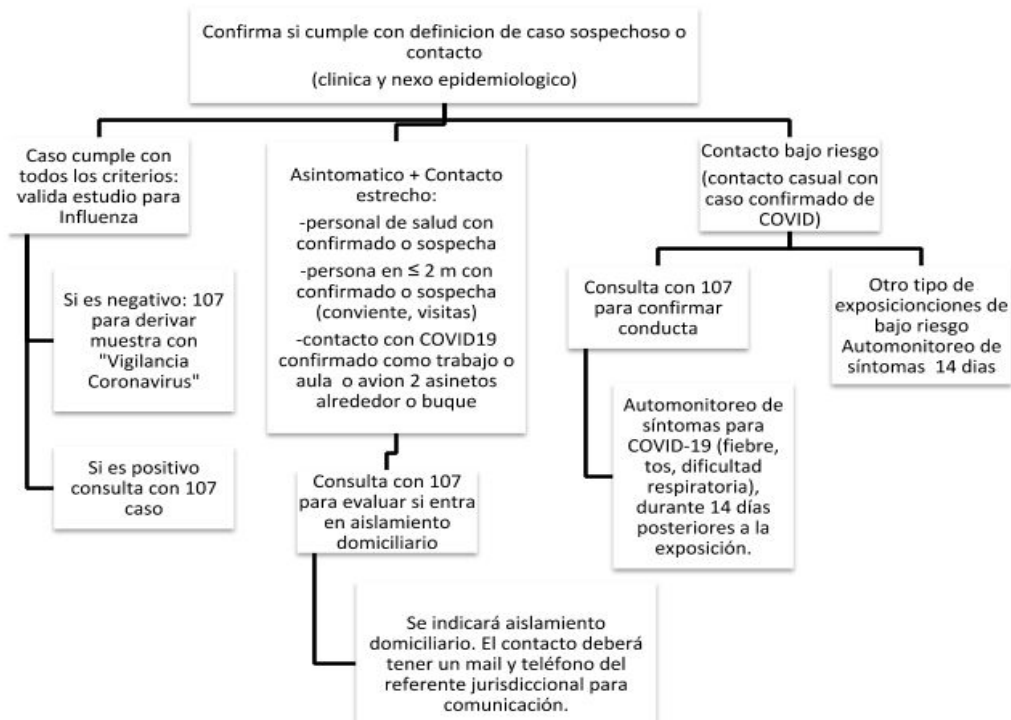 Confirma si cumple con definicion de caso sospechoso o
contacto
(clinica y nexo epidemiologico)
Caso cumple con
todos los criterios:
valida estudio para
Influenza
Si es negativo: 107
para derivar
muestra con
"Vigilancia
Coronavirus"
Si es positivo
consulta con 107
caso
Asintomatico + Contacto
estrecho:
-personal de salud con
confirmado o sospecha
-persona en ≤ 2 m con
confirmado o sospecha
(conviente, visitas)
-contacto con COVID19
confirmado como trabajo o
aula o avion 2 asinetos
alrededor o buque
Consulta con 107
para evaluar si entra
en aislamiento
domiciliario
Se indicará aislamiento
domiciliario. El contacto deberá
tener un mail y teléfono del
referente jurisdiccional para
comunicación.
Contacto bajo riesgo
(contacto casual con
caso confirmado de
COVID)
Consulta con 107
para confirmar
conducta
Automonitoreo de
síntomas para
COVID-19 (fiebre,
tos, dificultad
respiratoria),
durante 14 días
posteriores a la
exposición.
Otro tipo de
exposicionciones de
bajo riesgo
Automonitoreo de
síntomas 14 dias